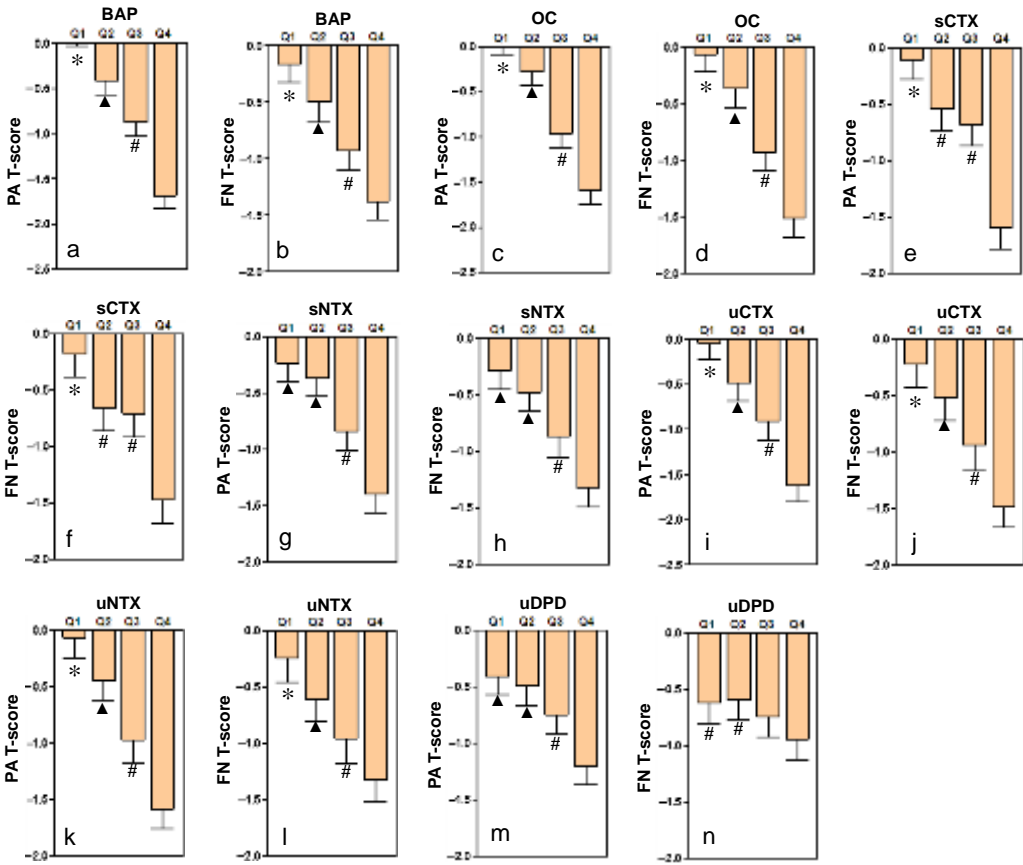 BAP
Q1 Q2 Q3 Q4
0.0
−0.5
−1.0
−1.5
−2.0
−2.5
PA T-score
* ▲ #
a
BAP
Q1 Q2 Q3 Q4
0.0
−0.5
−1.0
−1.5
−2.0
FN T-score
* ▲ #
b
OC
Q1 Q2 Q3 Q4
0.0
−0.5
−1.0
−1.5
−2.0
−2.5
PA T-score
* ▲ #
c
OC
Q1 Q2 Q3 Q4
0.0
−0.5
−1.0
−1.5
−2.0
FN T-score
* ▲ #
d
sCTX
Q1 Q2 Q3 Q4
0.0
−0.5
−1.0
−1.5
−2.0
PA T-score
* # #
e
sCTX
Q1 Q2 Q3 Q4
0.0
−0.5
−1.0
−1.5
−2.0
FN T-score
* # #
f
sNTX
Q1 Q2 Q3 Q4
0.0
−0.5
−1.0
−1.5
−2.0
PA T-score
▲ ▲ #
g
sNTX
Q1 Q2 Q3 Q4
0.0
−0.5
−1.0
−1.5
−2.0
FN T-score
▲ ▲ #
h
uCTX
Q1 Q2 Q3 Q4
0.0
−0.5
−1.0
−1.5
−2.0
−2.5
PA T-score
* ▲ #
i
uCTX
Q1 Q2 Q3 Q4
0.0
−0.5
−1.0
−1.5
−2.0
FN T-score
* ▲ #
j
uNTX
Q1 Q2 Q3 Q4
0.0
−0.5
−1.0
−1.5
−2.0
PA T-score
* ▲ #
k
uNTX
Q1 Q2 Q3 Q4
0.0
−0.5
−1.0
−1.5
−2.0
FN T-score
* ▲ #
l
uDPD
Q1 Q2 Q3 Q4
0.0
−0.5
−1.0
−1.5
−2.0
PA T-score
▲ ▲ #
m
uDPD
Q1 Q2 Q3 Q4
0.0
−0.5
−1.0
−1.5
−2.0
FN T-score
# #
n